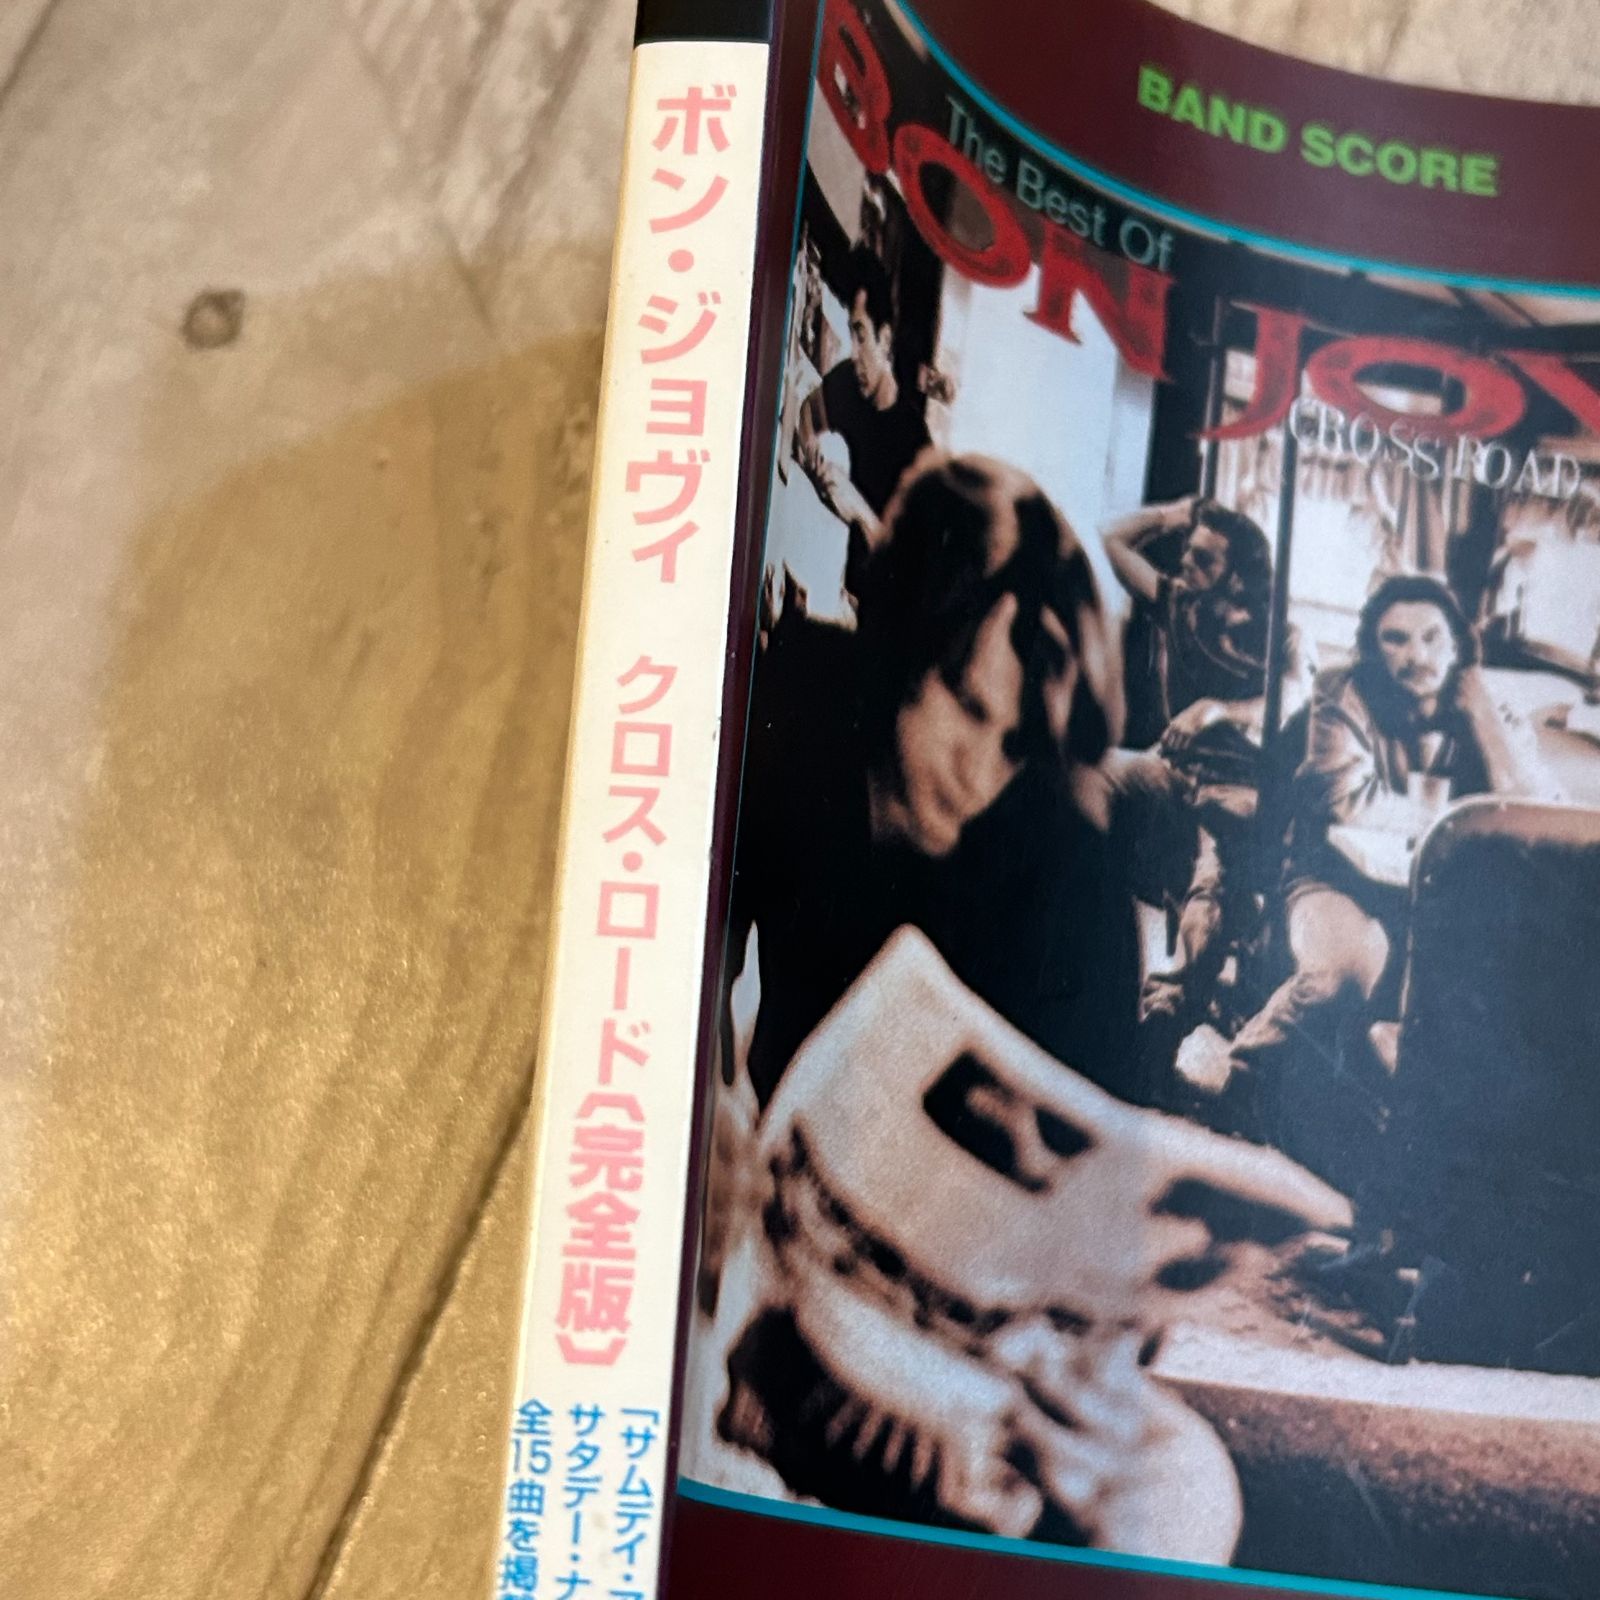 ボン・ジョヴィ クロス・ロード【完全版】
「サムデイ・
サタデー・ナ
全15曲を掲
BAND SCORE
The Best Of
BON JOV
CROSS ROAD